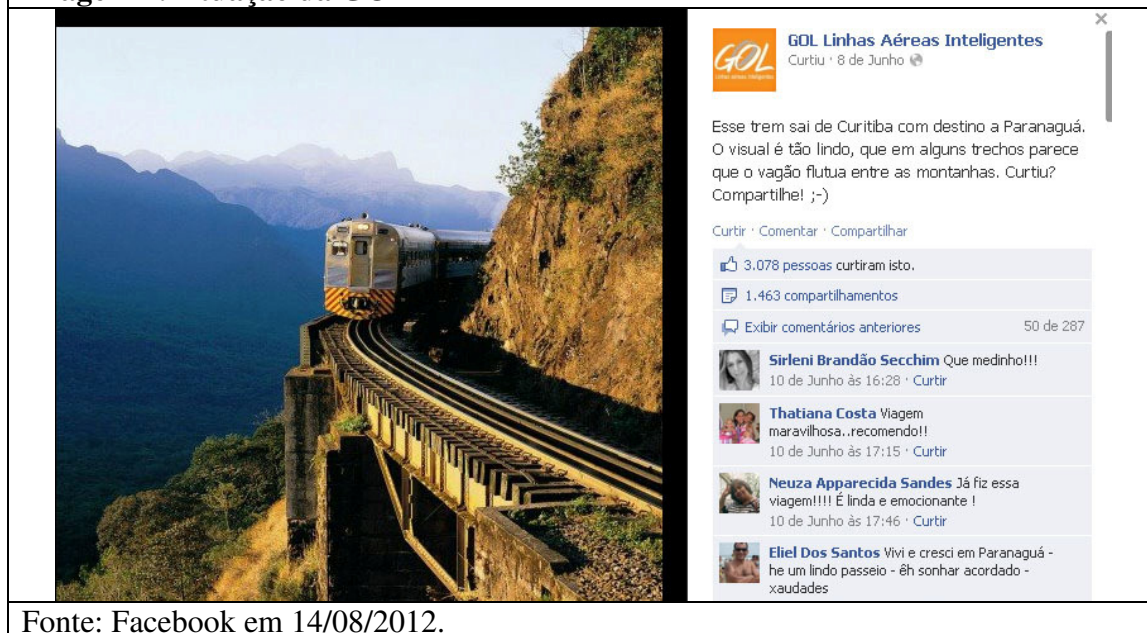 GOL
Linhas aéreas inteligentes
GOL Linhas Aéreas Inteligentes
Curtiu · 8 de Junho
Esse trem sai de Curitiba com destino a Paranaguá.
O visual é tão lindo, que em alguns trechos parece
que o vagão flutua entre as montanhas. Curtiu?
Compartilhe! ;-)
Curtir · Comentar · Compartilhar
3.078 pessoas curtiram isto.
1.463 compartilhamentos
Exibir comentários anteriores 50 de 287
Sirleni Brandão Secchim Que medinho!!!
10 de Junho às 16:28 · Curtir
Thatiana Costa Viagem
maravilhosa..recomendo!!
10 de Junho às 17:15 · Curtir
Neuza Aparecida Sandes Já fiz essa
viagem!!!! É linda e emocionante !
10 de Junho às 17:46 · Curtir
Eliel Dos Santos Vivi e cresci em Paranaguá -
he um lindo passeio - êh sonhar acordado -
xaudades
Fonte: Facebook em 14/08/2012.